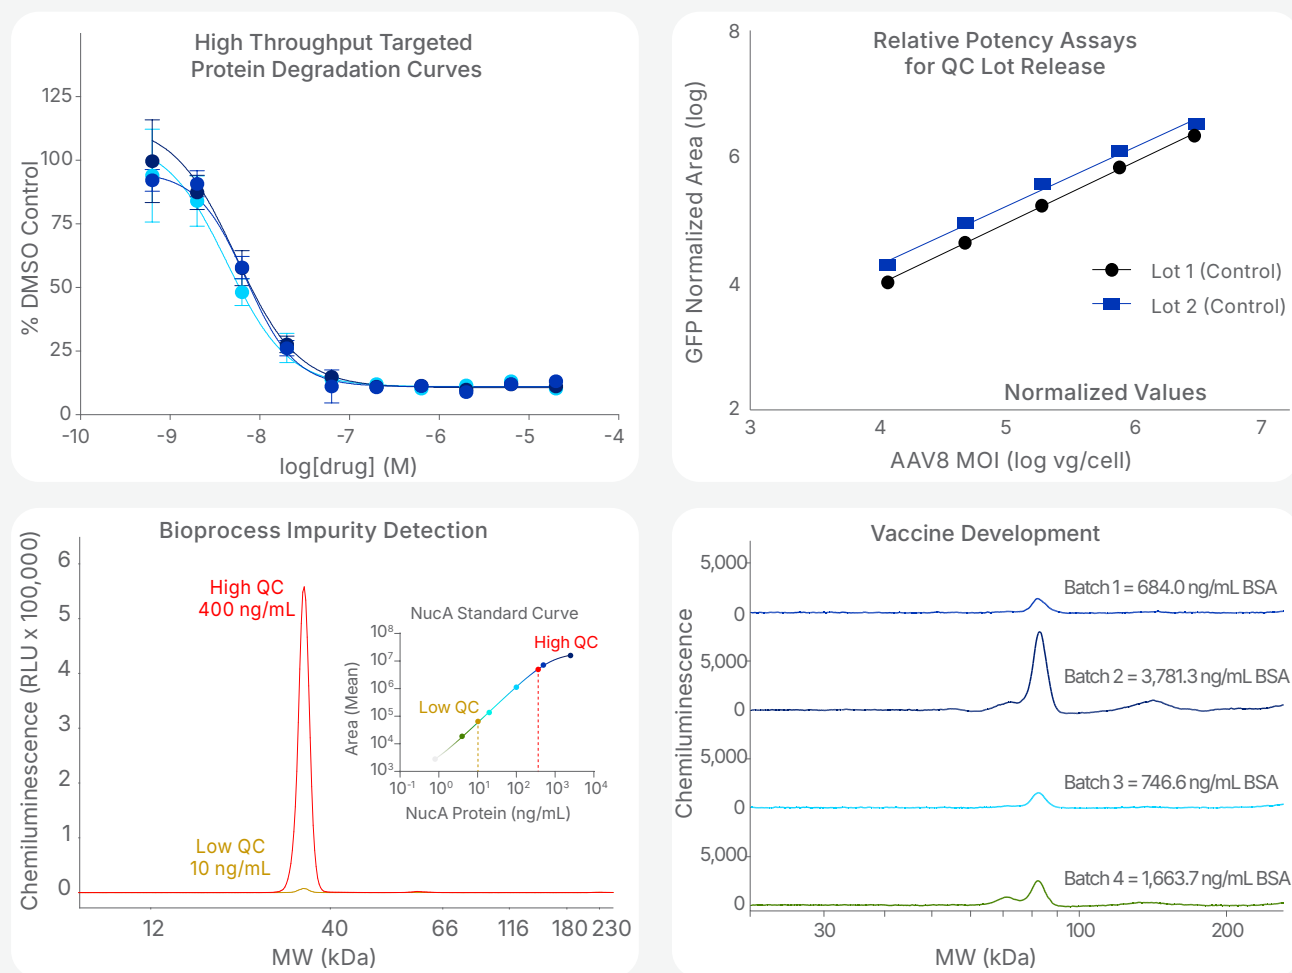 High Throughput Targeted
Protein Degradation Curves
% DMSO Control
125
100
75
50
25
0
-10 -9 -8 -7 -6 -5 -4
log[drug] (M)
Relative Potency Assays
for QC Lot Release
GFP Normalized Area (log)
8
6
4
2
Lot 1 (Control)
Lot 2 (Control)
Normalized Values
3 4 5 6 7
AAV8 MOI (log vg/cell)
Bioprocess Impurity Detection
Chemiluminescence (RLU x 100,000)
6
5
4
3
2
1
0
High QC
400 ng/mL
Low QC
10 ng/mL
12 40 66 116 180 230
MW (kDa)
NucA Standard Curve
Area (Mean)
10⁸
10⁷
10⁶
10⁵
10⁴
10³
High QC
Low QC
10⁻¹ 10⁰ 10¹ 10² 10³ 10⁴
NucA Protein (ng/mL)
Vaccine Development
Chemiluminescence
5,000
0
Batch 1 = 684.0 ng/mL BSA
5,000
0
Batch 2 = 3,781.3 ng/mL BSA
5,000
0
Batch 3 = 746.6 ng/mL BSA
5,000
0
Batch 4 = 1,663.7 ng/mL BSA
30 100 200
MW (kDa)